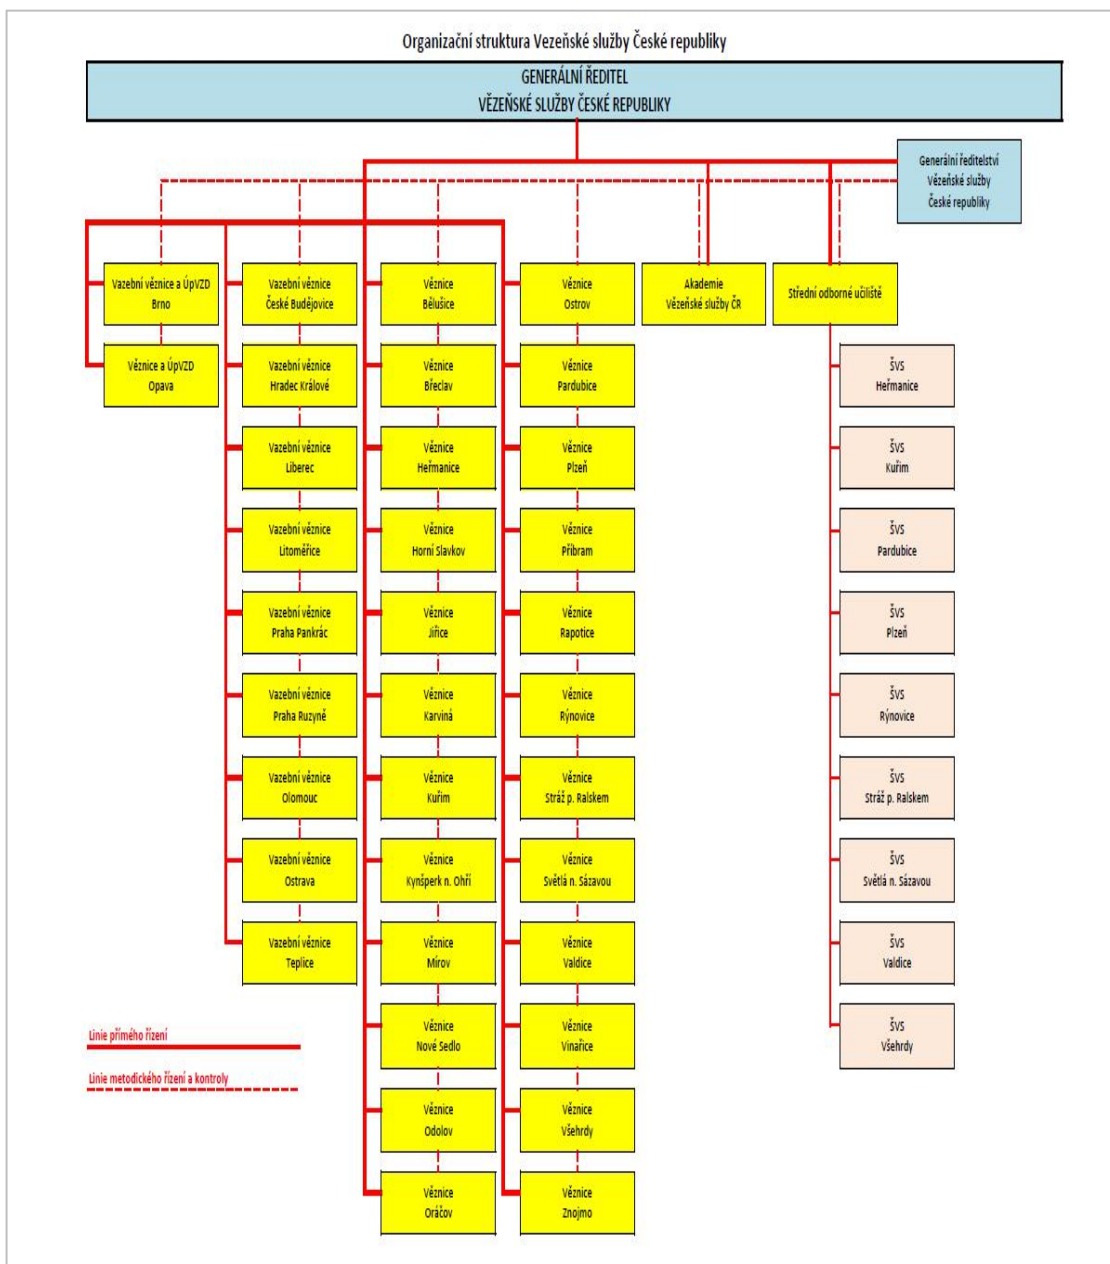 Organizační struktura Vezeňské služby České republiky
GENERÁLNÍ ŘEDITEL
VĚZEŇSKÉ SLUŽBY ČESKÉ REPUBLIKY
Generální ředitelství
Vězeňské služby
České republiky
Vazební věznice a ÚpVZD
Brno
Věznice a ÚpVZD
Opava
Vazební věznice
České Budějovice
Vazební věznice
Hradec Králové
Vazební věznice
Liberec
Vazební věznice
Litoměřice
Vazební věznice
Praha Pankrác
Vazební věznice
Praha Ruzyně
Vazební věznice
Olomouc
Vazební věznice
Ostrava
Vazební věznice
Teplice
Věznice
Bělušice
Věznice
Břeclav
Věznice
Heřmanice
Věznice
Horní Slavkov
Věznice
Jiřice
Věznice
Karviná
Věznice
Kuřim
Věznice
Kynšperk n. Ohří
Věznice
Mírov
Věznice
Nové Sedlo
Věznice
Odolov
Věznice
Oráčov
Věznice
Ostrov
Věznice
Pardubice
Věznice
Plzeň
Věznice
Příbram
Věznice
Rapotice
Věznice
Rýnovice
Věznice
Stráž p. Ralskem
Věznice
Světlá n. Sázavou
Věznice
Valdice
Věznice
Vinařice
Věznice
Všehrdy
Věznice
Znojmo
Akademie
Vězeňské služby ČR
Střední odborné učiliště
ŠVS
Heřmanice
ŠVS
Kuřim
ŠVS
Pardubice
ŠVS
Plzeň
ŠVS
Rýnovice
ŠVS
Stráž p. Ralskem
ŠVS
Světlá n. Sázavou
ŠVS
Valdice
ŠVS
Všehrdy
Linie přímého řízení
Linie metodického řízení a kontroly